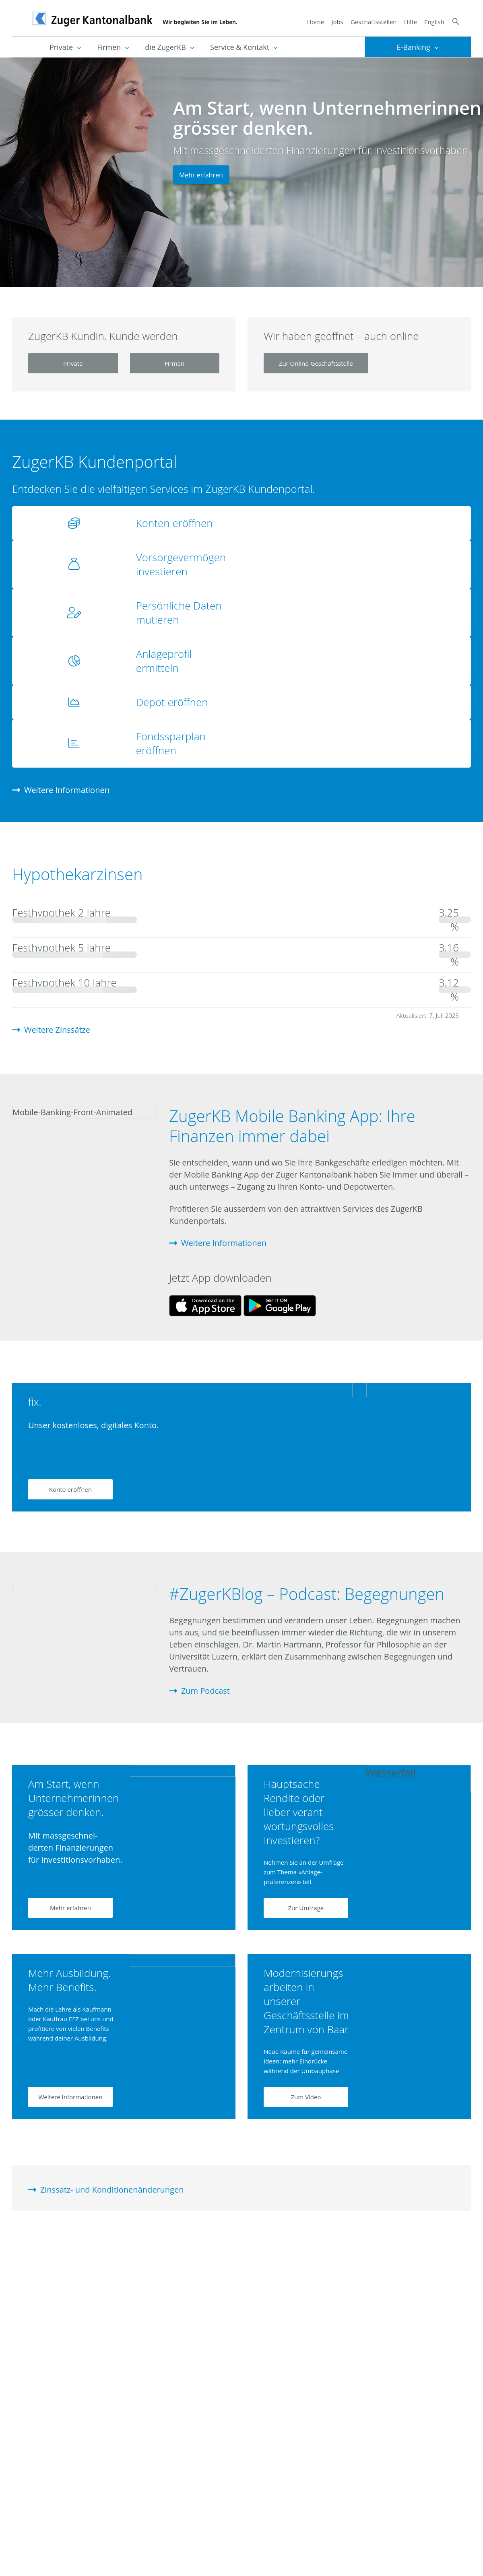 Zuger Kantonalbank
Wir begleiten Sie im Leben.
Home Jobs Geschäftsstellen Hilfe English
Private Firmen die ZugerKB Service & Kontakt E-Banking
Am Start, wenn Unternehmerinnen
grösser denken.
Mit massgeschneiderten Finanzierungen für Investitionsvorhaben.
Mehr erfahren
ZugerKB Kundin, Kunde werden
Private
Firmen
Wir haben geöffnet – auch online
Zur Online-Geschäftsstelle
ZugerKB Kundenportal
Entdecken Sie die vielfältigen Services im ZugerKB Kundenportal.
Konten eröffnen
Vorsorgevermögen
investieren
Persönliche Daten
mutieren
Anlageprofil
ermitteln
Depot eröffnen
Fondssparplan
eröffnen
Weitere Informationen
Hypothekarzinsen
Festhypothek 2 Jahre
3.25
%
Festhypothek 5 Jahre
3.16
%
Festhypothek 10 Jahre
3.12
%
Aktualisiert: 7. Juli 2023
Weitere Zinssätze
Mobile-Banking-Front-Animated
ZugerKB Mobile Banking App: Ihre
Finanzen immer dabei
Sie entscheiden, wann und wo Sie Ihre Bankgeschäfte erledigen möchten. Mit
der Mobile Banking App der Zuger Kantonalbank haben Sie immer und überall –
auch unterwegs – Zugang zu Ihren Konto- und Depotwerten.
Profitieren Sie ausserdem von den attraktiven Services des ZugerKB
Kundenportals.
Weitere Informationen
Jetzt App downloaden
Download on the
App Store
GET IT ON
Google Play
fix.
Unser kostenloses, digitales Konto.
Konto eröffnen
#ZugerKBlog – Podcast: Begegnungen
Begegnungen bestimmen und verändern unser Leben. Begegnungen machen
uns aus, und sie beeinflussen immer wieder die Richtung, die wir in unserem
Leben einschlagen. Dr. Martin Hartmann, Professor für Philosophie an der
Universität Luzern, erklärt den Zusammenhang zwischen Begegnungen und
Vertrauen.
Zum Podcast
Am Start, wenn
Unternehmerinnen
grösser denken.
Mit massgeschnei-
derten Finanzierungen
für Investitionsvorhaben.
Mehr erfahren
Hauptsache
Rendite oder
lieber verant-
wortungsvolles
Investieren?
Nehmen Sie an der Umfrage
zum Thema «Anlage-
präferenzen» teil.
Zur Umfrage
Wasserfall
Mehr Ausbildung.
Mehr Benefits.
Mach die Lehre als Kaufmann
oder Kauffrau EFZ bei uns und
profitiere von vielen Benefits
während deiner Ausbildung.
Weitere Informationen
Modernisierungs-
arbeiten in
unserer
Geschäftsstelle im
Zentrum von Baar
Neue Räume für gemeinsame
Ideen: mehr Eindrücke
während der Umbauphase
Zum Video
Zinssatz- und Konditionenänderungen